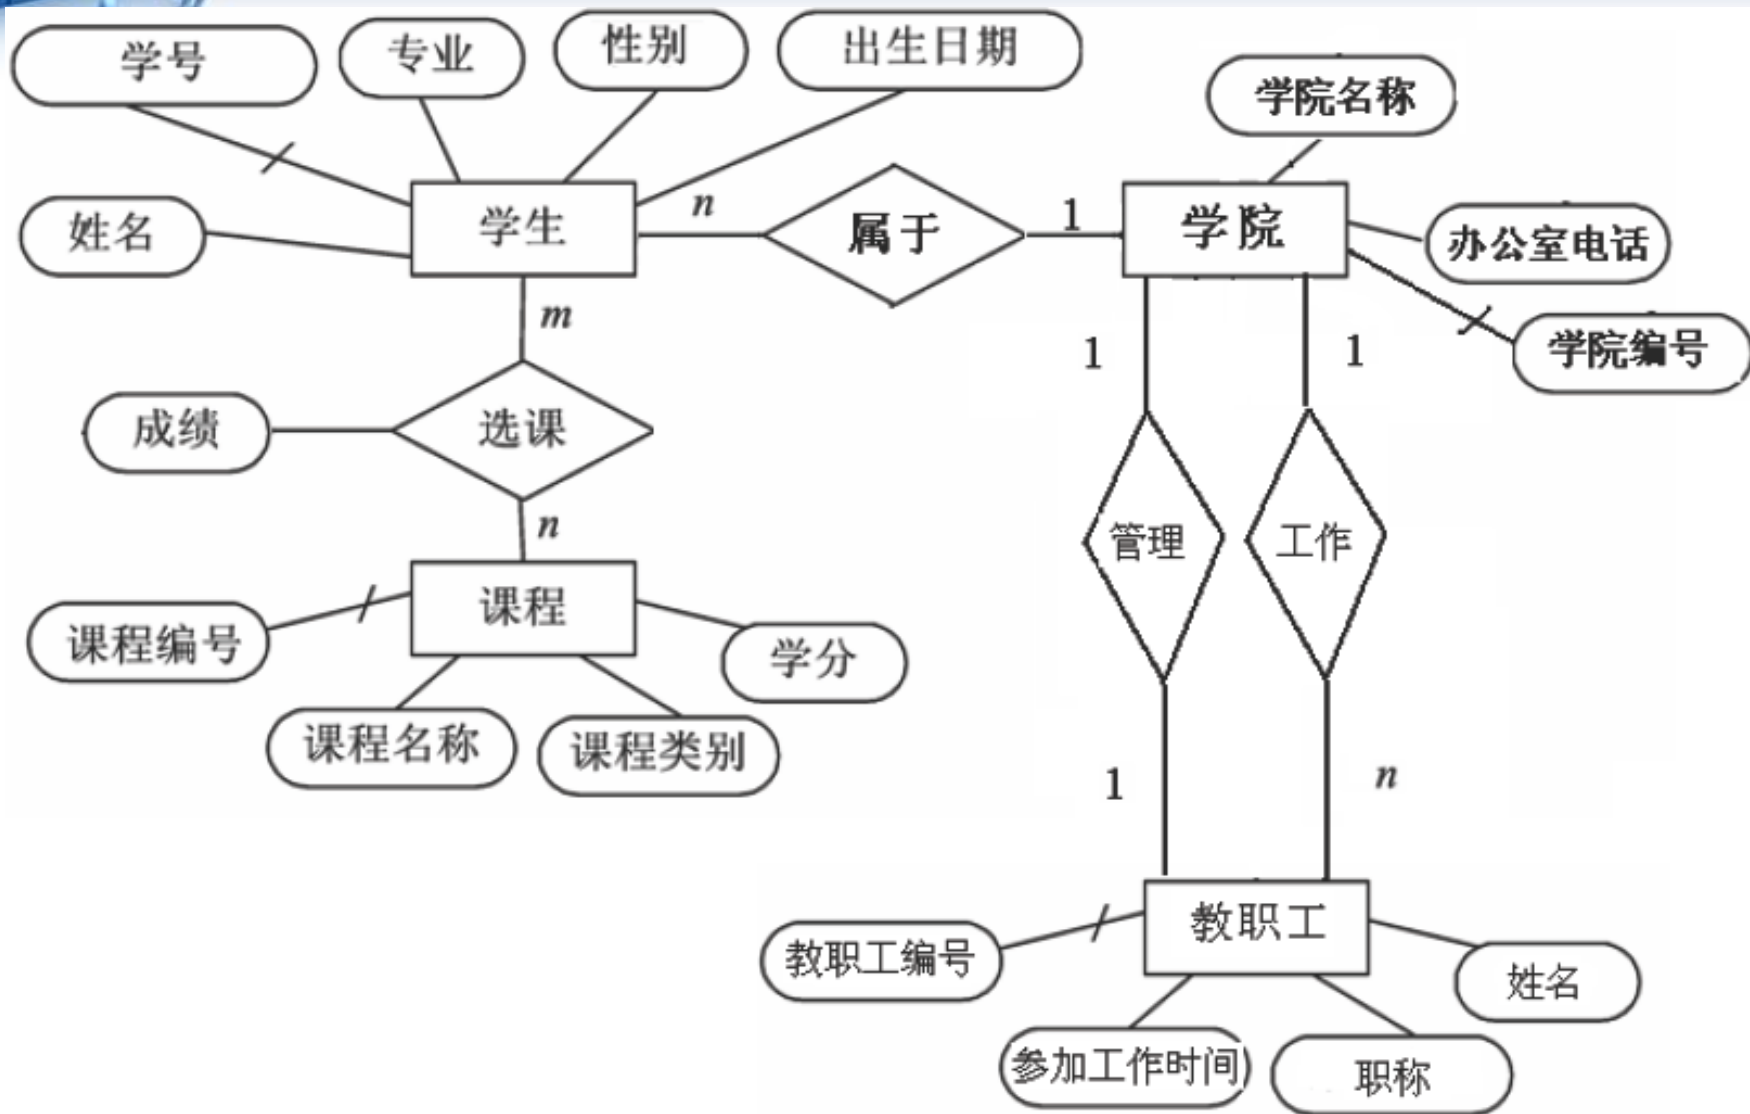 学号
专业
性别
出生日期
学院名称
姓名
学生
n
属于
1
学院
办公室电话
学院编号
m
1
1
成绩
选课
n
管理
工作
课程编号
课程
学分
课程名称
课程类别
1
n
教职工编号
教职工
姓名
参加工作时间
职称